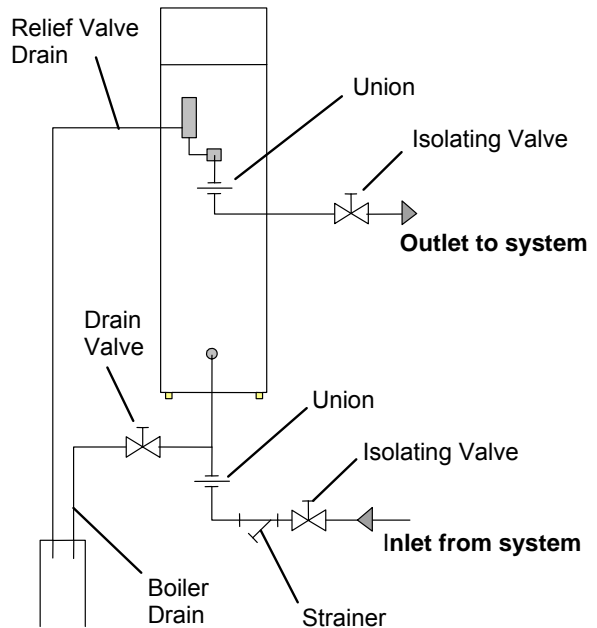 Relief Valve
Drain
Union
Isolating Valve
Outlet to system
Drain
Valve
Union
Isolating Valve
Inlet from system
Boiler
Drain
Strainer